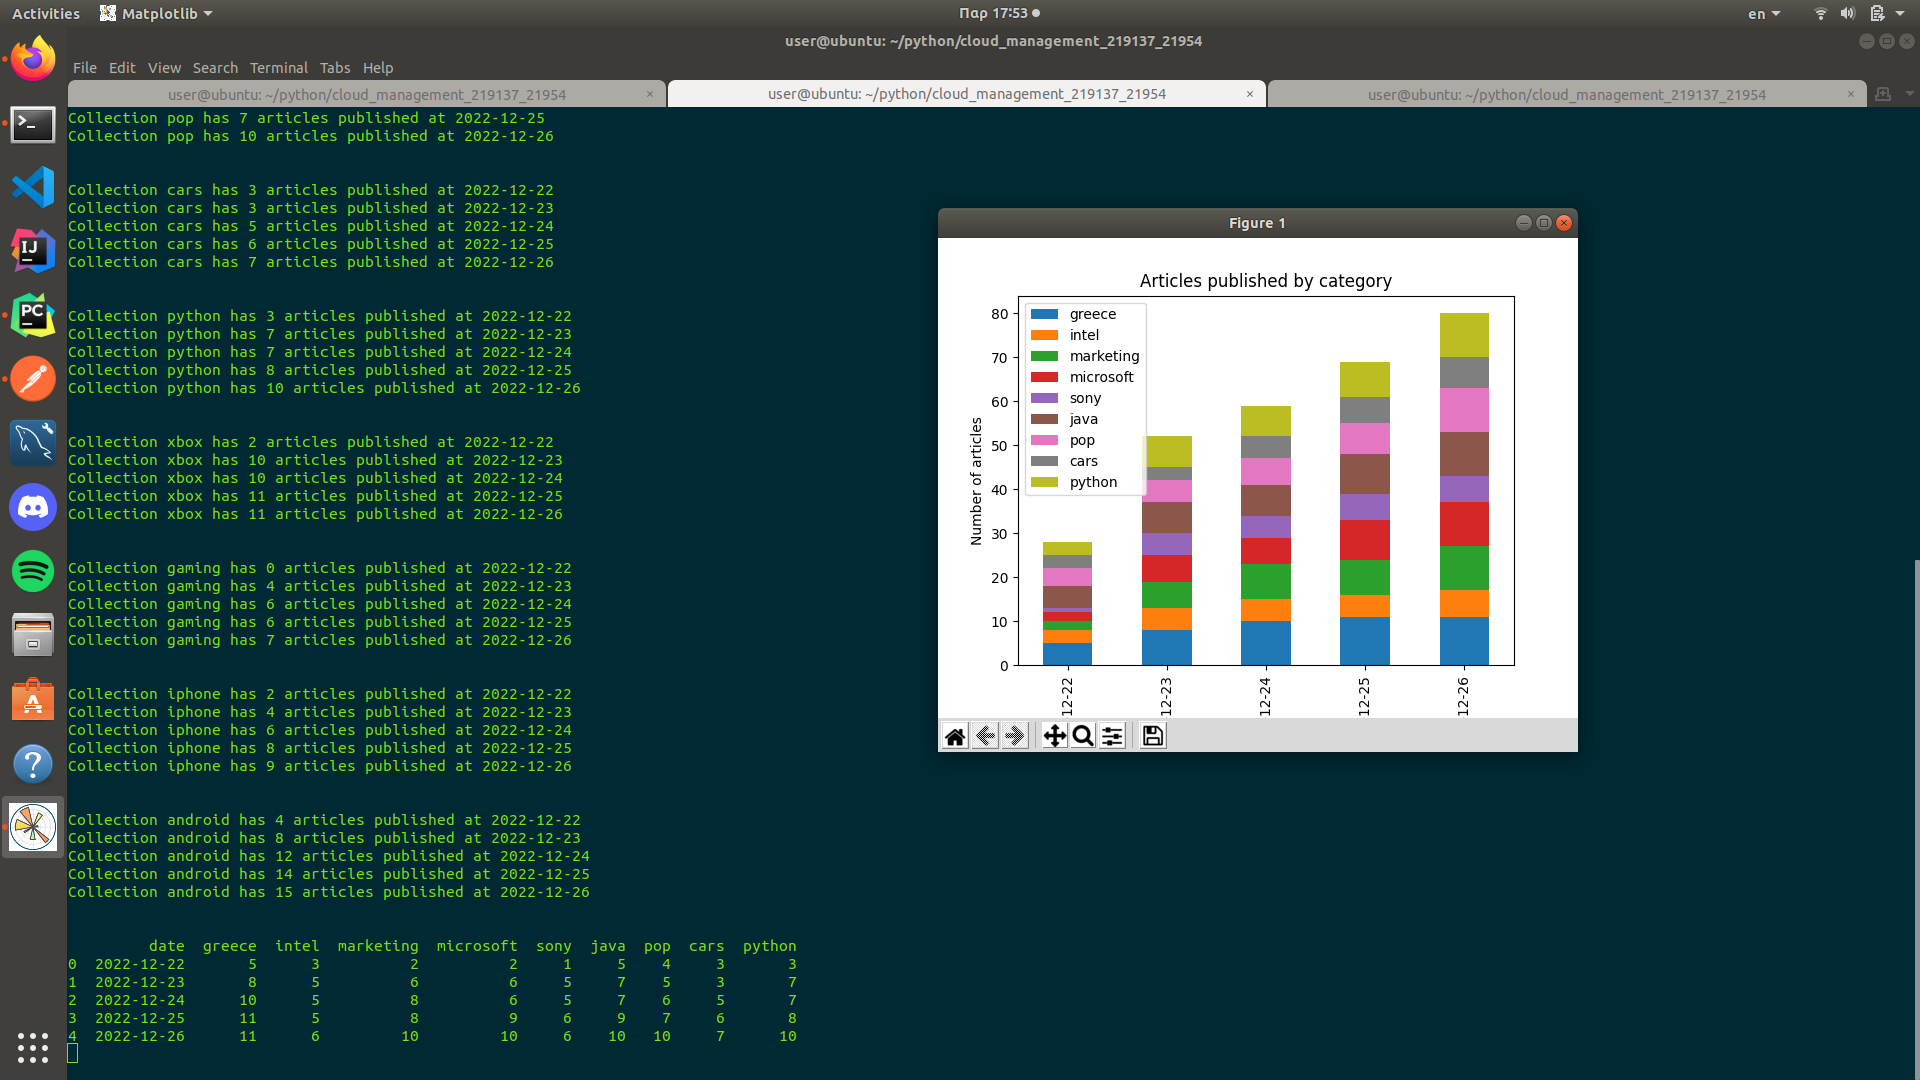 Activities Matplotlib Παρ 17:53 en
user@ubuntu: ~/python/cloud_management_219137_21954
File Edit View Search Terminal Tabs Help
user@ubuntu: ~/python/cloud_management_219137_21954 × user@ubuntu: ~/python/cloud_management_219137_21954 × user@ubuntu: ~/python/cloud_management_219137_21954 ×
Collection pop has 7 articles published at 2022-12-25
Collection pop has 10 articles published at 2022-12-26
Collection cars has 3 articles published at 2022-12-22
Collection cars has 3 articles published at 2022-12-23
Collection cars has 5 articles published at 2022-12-24
Collection cars has 6 articles published at 2022-12-25
Collection cars has 7 articles published at 2022-12-26
Collection python has 3 articles published at 2022-12-22
Collection python has 7 articles published at 2022-12-23
Collection python has 7 articles published at 2022-12-24
Collection python has 8 articles published at 2022-12-25
Collection python has 10 articles published at 2022-12-26
Collection xbox has 2 articles published at 2022-12-22
Collection xbox has 10 articles published at 2022-12-23
Collection xbox has 10 articles published at 2022-12-24
Collection xbox has 11 articles published at 2022-12-25
Collection xbox has 11 articles published at 2022-12-26
Collection gaming has 0 articles published at 2022-12-22
Collection gaming has 4 articles published at 2022-12-23
Collection gaming has 6 articles published at 2022-12-24
Collection gaming has 6 articles published at 2022-12-25
Collection gaming has 7 articles published at 2022-12-26
Collection iphone has 2 articles published at 2022-12-22
Collection iphone has 4 articles published at 2022-12-23
Collection iphone has 6 articles published at 2022-12-24
Collection iphone has 8 articles published at 2022-12-25
Collection iphone has 9 articles published at 2022-12-26
Collection android has 4 articles published at 2022-12-22
Collection android has 8 articles published at 2022-12-23
Collection android has 12 articles published at 2022-12-24
Collection android has 14 articles published at 2022-12-25
Collection android has 15 articles published at 2022-12-26
date greece intel marketing microsoft sony java pop cars python
0 2022-12-22 5 3 2 2 1 5 4 3 3
1 2022-12-23 8 5 6 6 5 7 5 3 7
2 2022-12-24 10 5 8 6 5 7 6 5 7
3 2022-12-25 11 5 8 9 6 9 7 6 8
4 2022-12-26 11 6 10 10 6 10 10 7 10
Figure 1
Articles published by category
Number of articles
80
70
60
50
40
30
20
10
0
greece
intel
marketing
microsoft
sony
java
pop
cars
python
12-22
12-23
12-24
12-25
12-26
IJ
PC